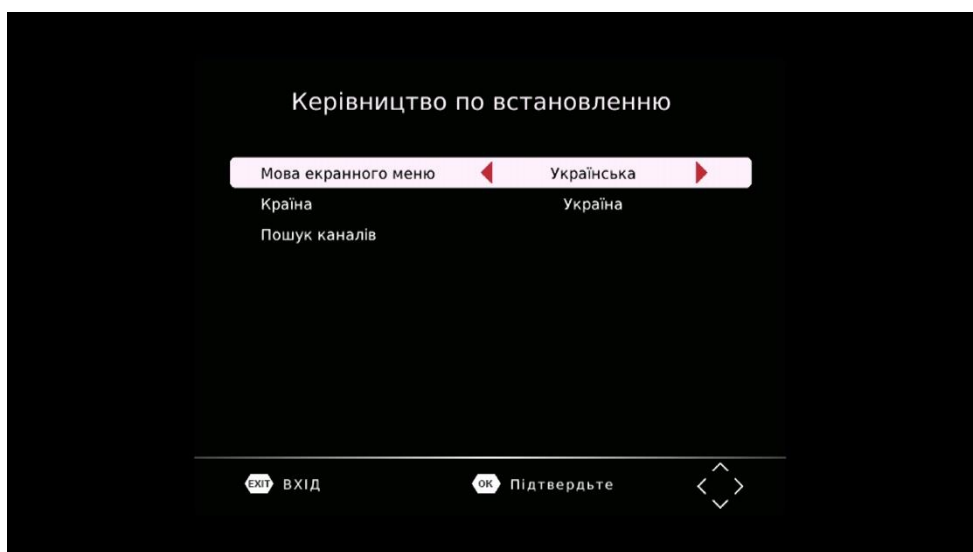 Керівництво по встановленню
Мова екранного меню Українська
Країна Україна
Пошук каналів
EXIT ВХІД OK Підтвердьте